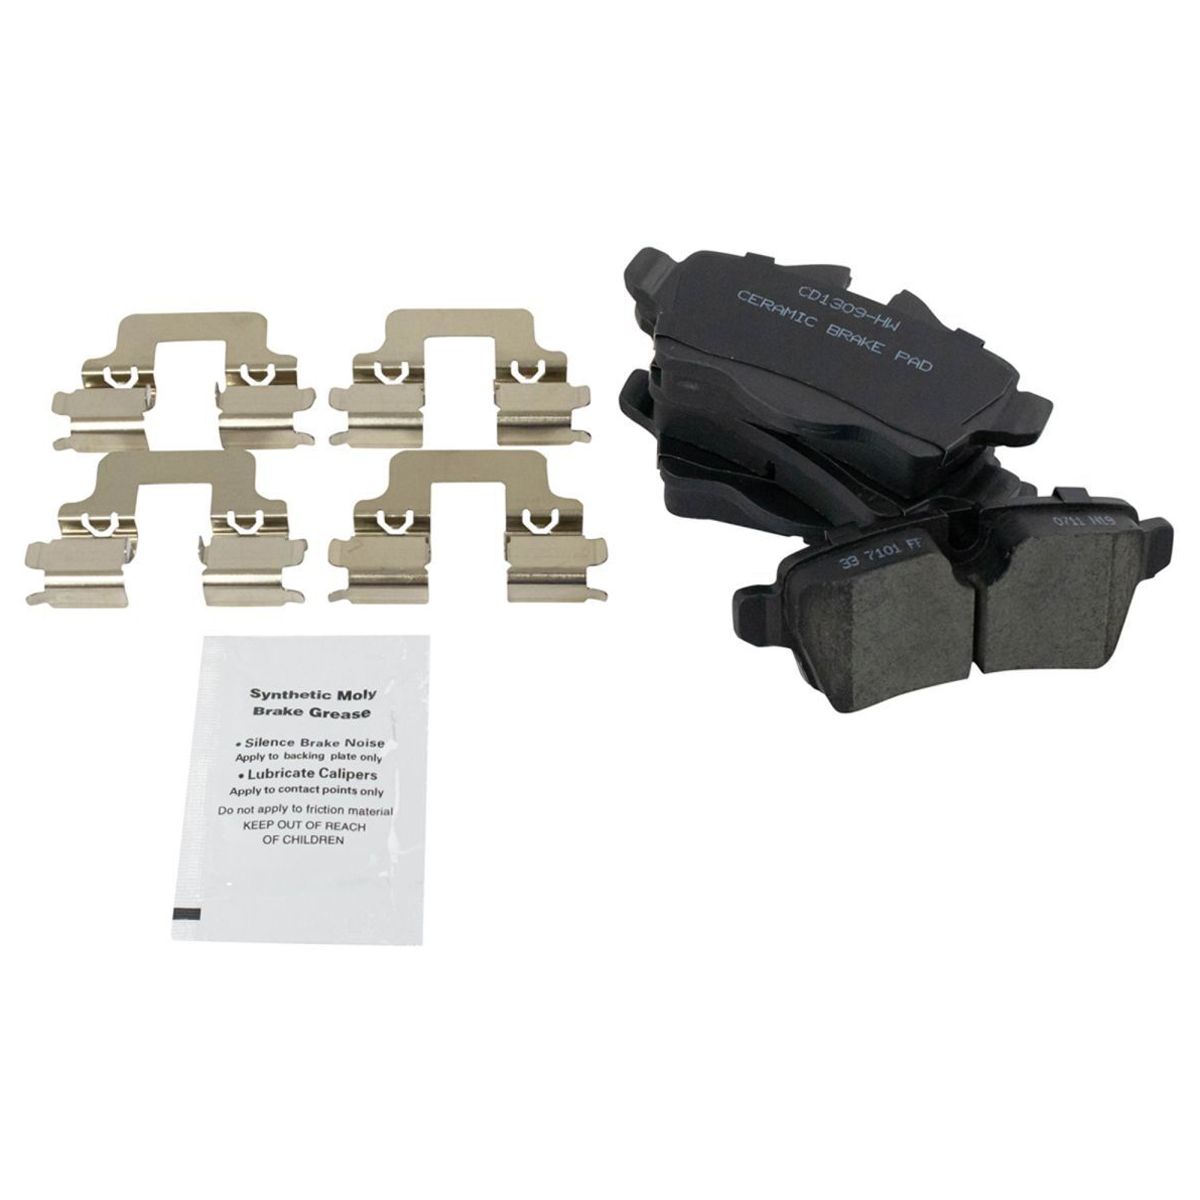 CD1309-HW
CERAMIC BRAKE PAD
33 7101 FF
0711 N19
Synthetic Moly
Brake Grease
• Silence Brake Noise
Apply to backing plate only
• Lubricate Calipers
Apply to contact points only
Do not apply to friction material
KEEP OUT OF REACH
OF CHILDREN